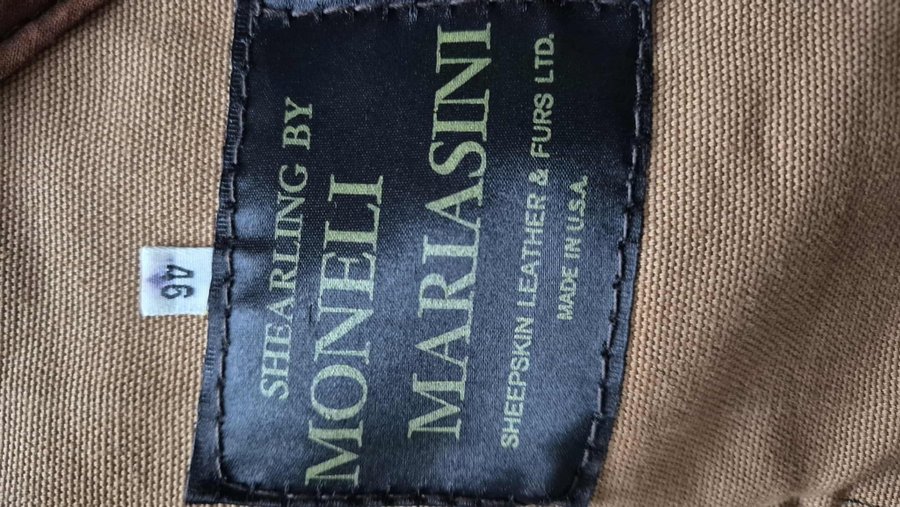 SHEARLING BY
MONELI
MARIASINI
SHEEPSKIN LEATHER & FURS LTD.
MADE IN U.S.A.
46